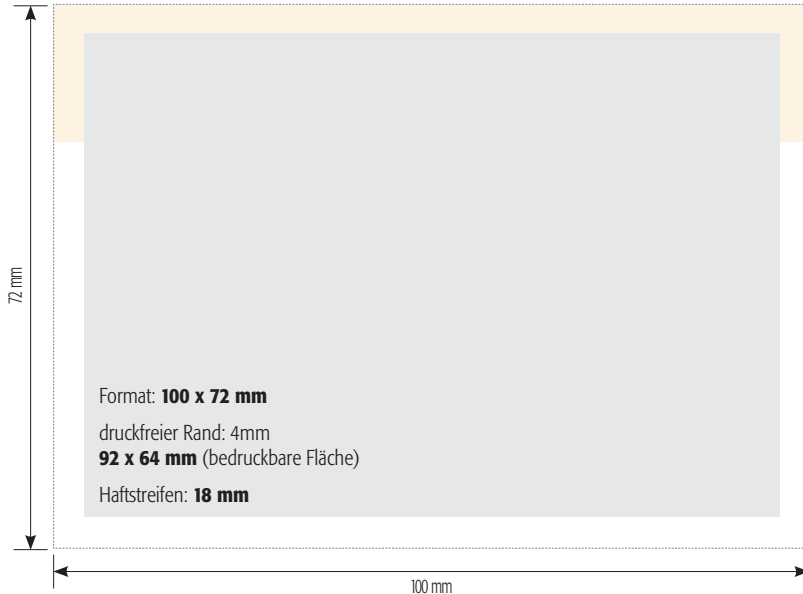 72 mm
Format: 100 x 72 mm
druckfreier Rand: 4mm
92 x 64 mm (bedruckbare Fläche)
Haftstreifen: 18 mm
100 mm